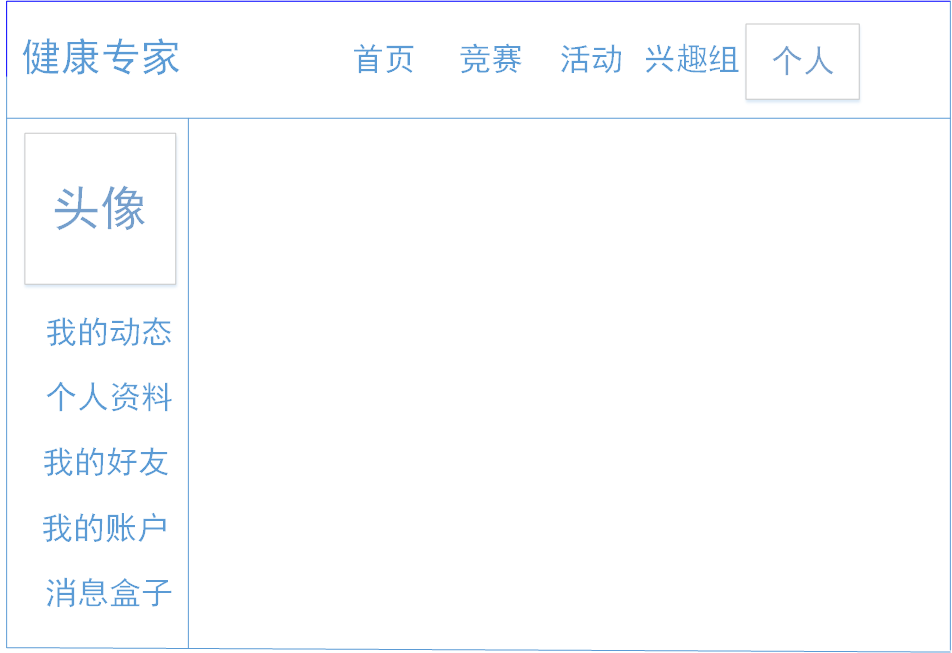 健康专家 首页 竞赛 活动 兴趣组 个人
头像
我的动态
个人资料
我的好友
我的账户
消息盒子